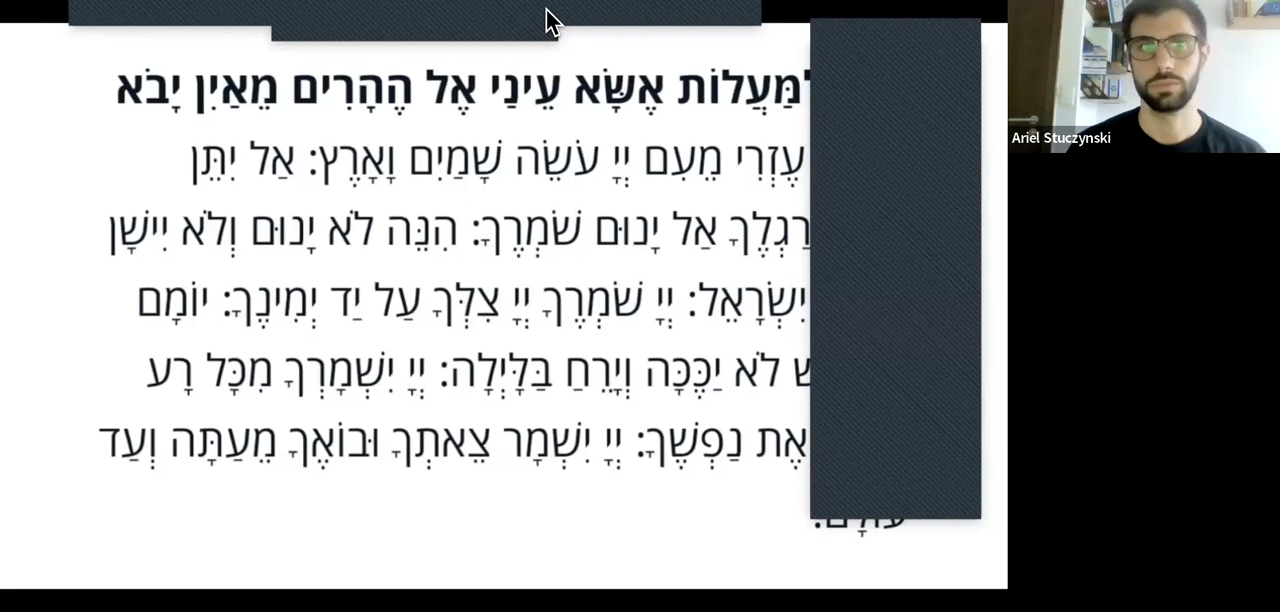 לַמַּעֲלוֹת אֶשָּׂא עֵינַי אֶל הֶהָרִים מֵאַיִן יָבֹא
עֶזְרִי מֵעִם יְיָ עֹשֵׂה שָׁמַיִם וָאָרֶץ: אַל יִתֵּן
רַגְלֶךָ אַל יָנוּם שֹׁמְרֶךָ: הִנֵּה לֹא יָנוּם וְלֹא יִישָׁן
יִשְׂרָאֵל: יְיָ שֹׁמְרֶךָ יְיָ צִלְּךָ עַל יַד יְמִינֶךָ: יוֹמָם
לֹא יַכֶּכָּה וְיָרֵחַ בַּלָּיְלָה: יְיָ יִשְׁמָרְךָ מִכָּל רָע
אֶת נַפְשֶׁךָ: יְיָ יִשְׁמָר צֵאתְךָ וּבוֹאֶךָ מֵעַתָּה וְעַד
Ariel Stuczynski